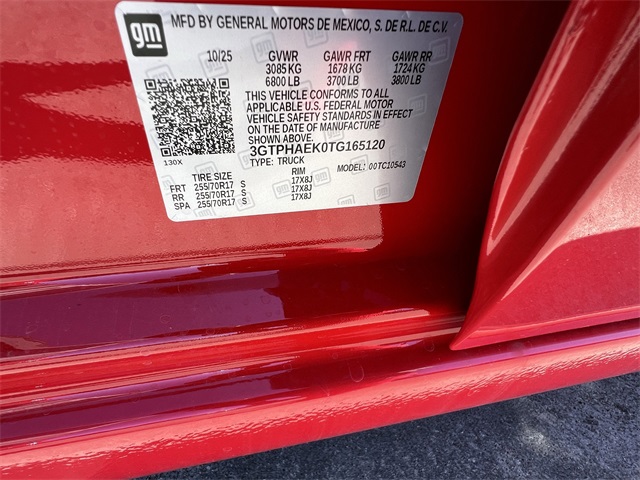 gm
MFD BY GENERAL MOTORS DE MEXICO, S. DE R.L. DE C.V.
10/25 GVWR GAWR FRT GAWR RR
3085 KG 1678 KG 1724 KG
6800 LB 3700 LB 3800 LB
THIS VEHICLE CONFORMS TO ALL
APPLICABLE U.S. FEDERAL MOTOR
VEHICLE SAFETY STANDARDS IN EFFECT
ON THE DATE OF MANUFACTURE
SHOWN ABOVE.
3GTPHAEK0TG165120
130X TYPE: TRUCK MODEL: 00TC10543
TIRE SIZE RIM
FRT 255/70R17 S 17X8J
RR 255/70R17 S 17X8J
SPA 255/70R17 S 17X8J